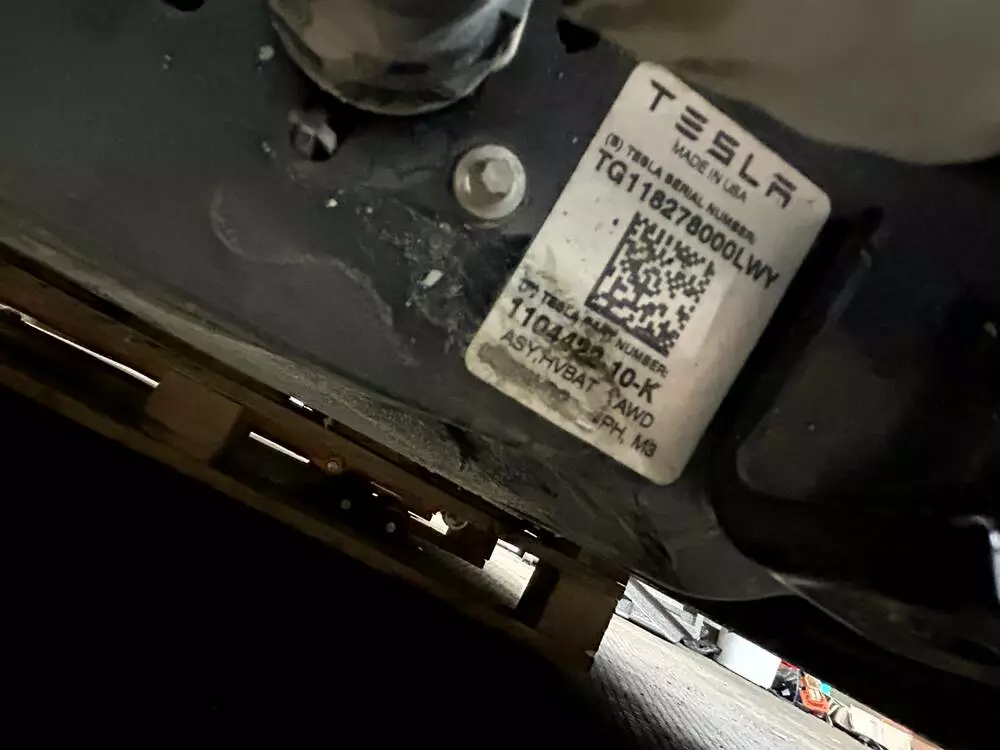 TESLA
MADE IN USA
(S) TESLA SERIAL NUMBER:
TG118278000LWY
TESLA PART NUMBER:
1104422 10-K
ASY,HVBAT AWD
PH, M3